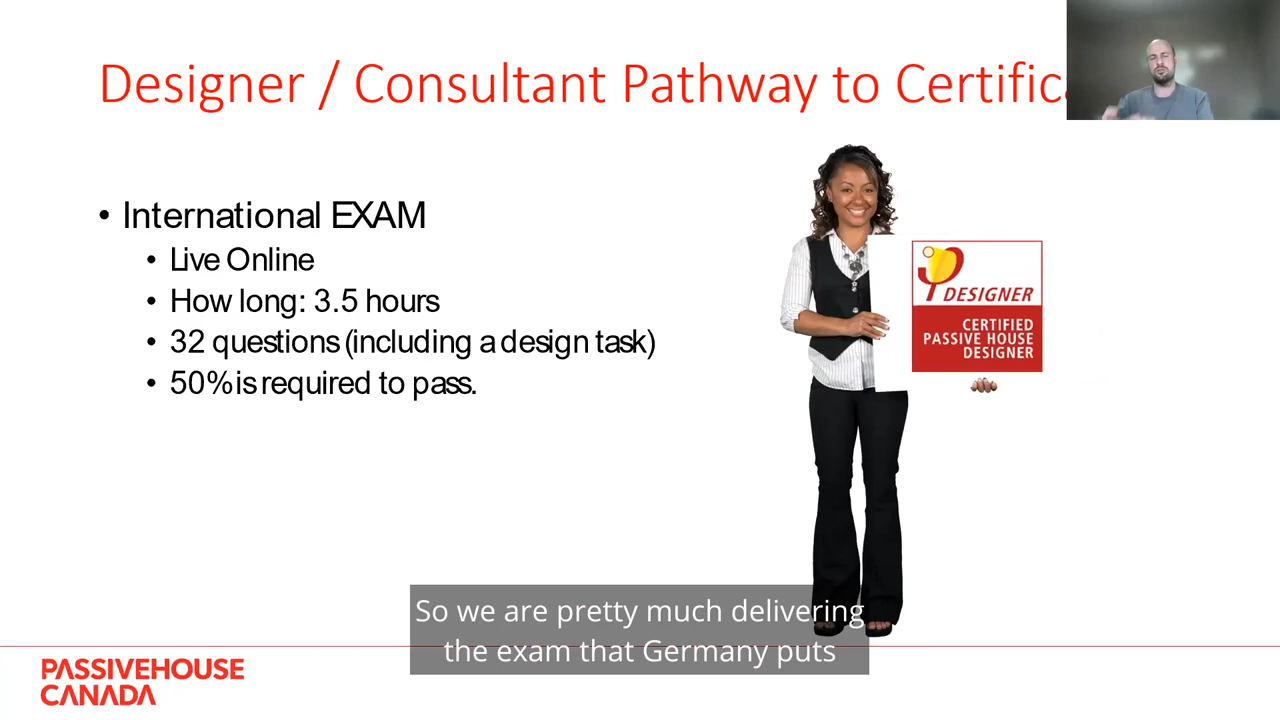 Designer / Consultant Pathway to Certifica
• International EXAM
• Live Online
• How long: 3.5 hours
• 32 questions (including a design task)
• 50% is required to pass.
DESIGNER
CERTIFIED
PASSIVE HOUSE
DESIGNER
So we are pretty much delivering
the exam that Germany puts
PASSIVEHOUSE
CANADA